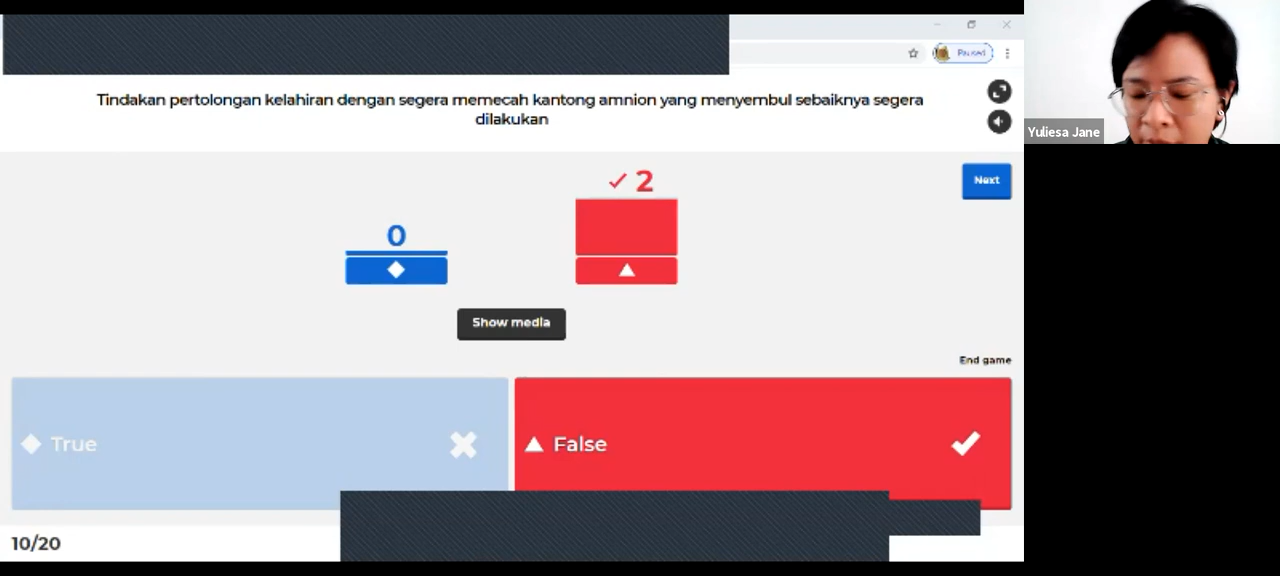 Paused
Tindakan pertolongan kelahiran dengan segera memecah kantong amnion yang menyembul sebaiknya segera
dilakukan
Yuliesa Jane
Next
0
2
Show media
End game
True
False
10/20